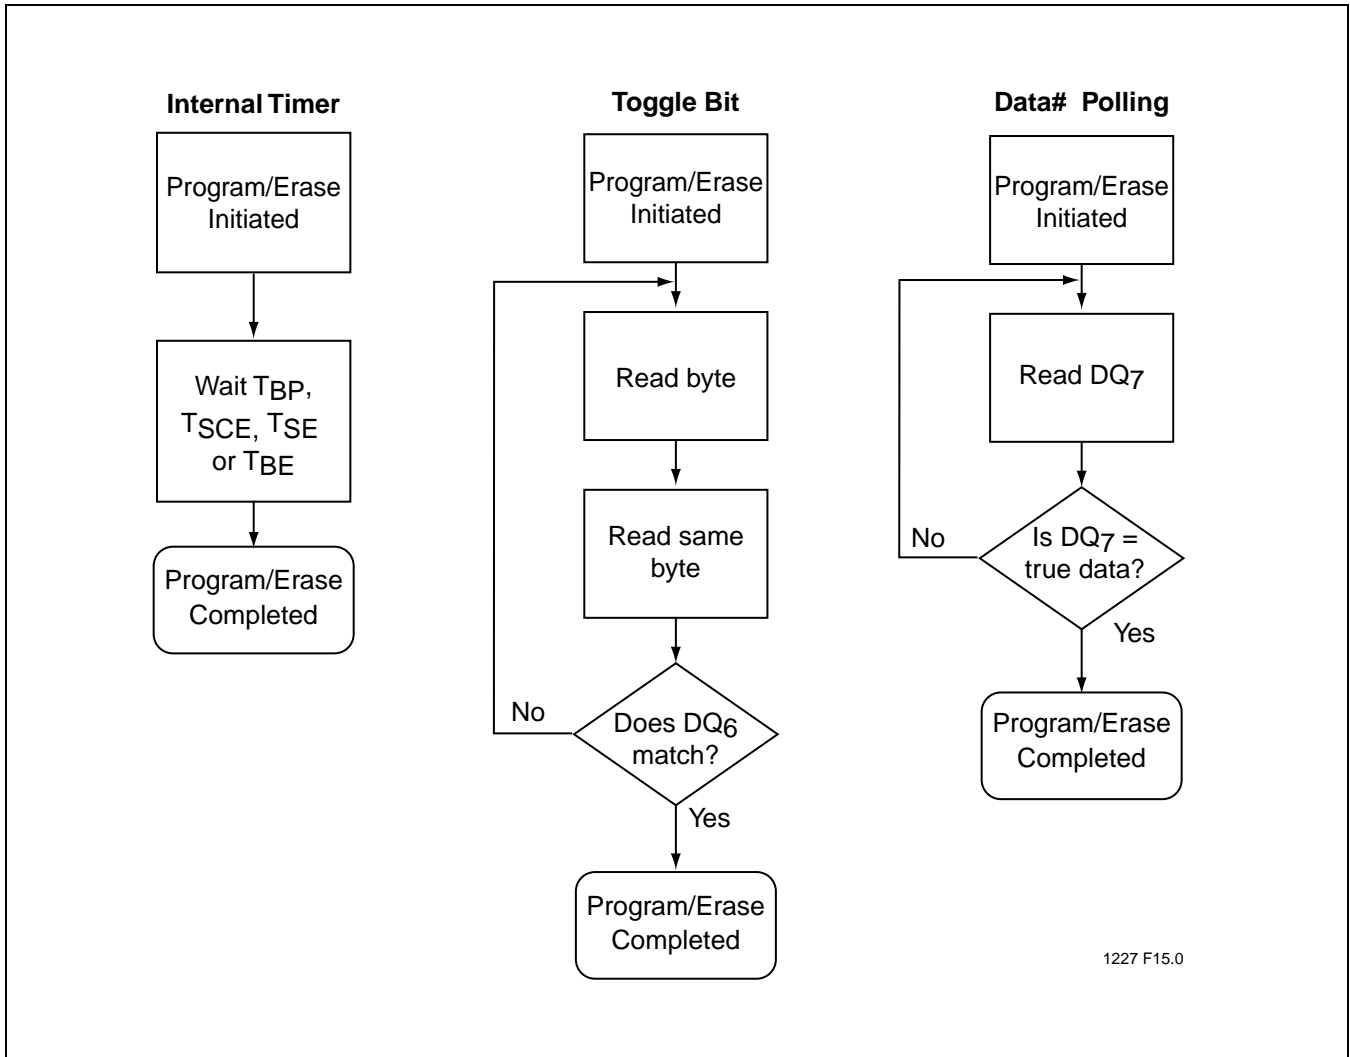 Internal Timer
Program/Erase
Initiated
Wait TBP,
TSCE, TSE
or TBE
Program/Erase
Completed
Toggle Bit
Program/Erase
Initiated
Read byte
Read same
byte
Does DQ6
match?
No
Yes
Program/Erase
Completed
Data# Polling
Program/Erase
Initiated
Read DQ7
Is DQ7 =
true data?
No
Yes
Program/Erase
Completed
1227 F15.0